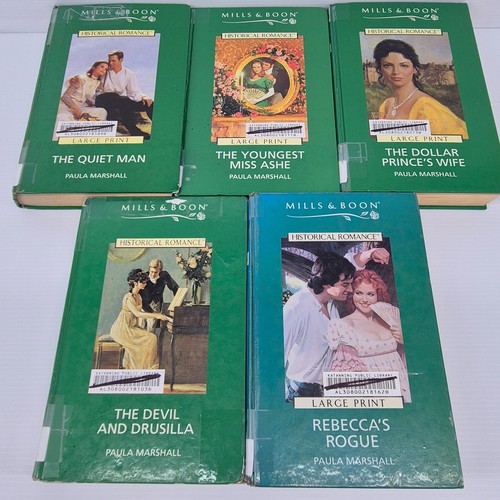 MILLS & BOON
HISTORICAL ROMANCE
LARGE PRINT
THE QUIET MAN
PAULA MARSHALL
MILLS & BOON
HISTORICAL ROMANCE
LARGE PRINT
THE YOUNGEST
MISS ASHE
PAULA MARSHALL
MILLS & BOON
HISTORICAL ROMANCE
LARGE PRINT
THE DOLLAR
PRINCE'S WIFE
PAULA MARSHALL
MILLS & BOON
HISTORICAL ROMANCE
KATANNING PUBLIC LIBRARY
THE DEVIL
AND DRUSILLA
PAULA MARSHALL
MILLS & BOON
HISTORICAL ROMANCE
KATANNING PUBLIC LIBRARY
LARGE PRINT
REBECCA'S
ROGUE
PAULA MARSHALL